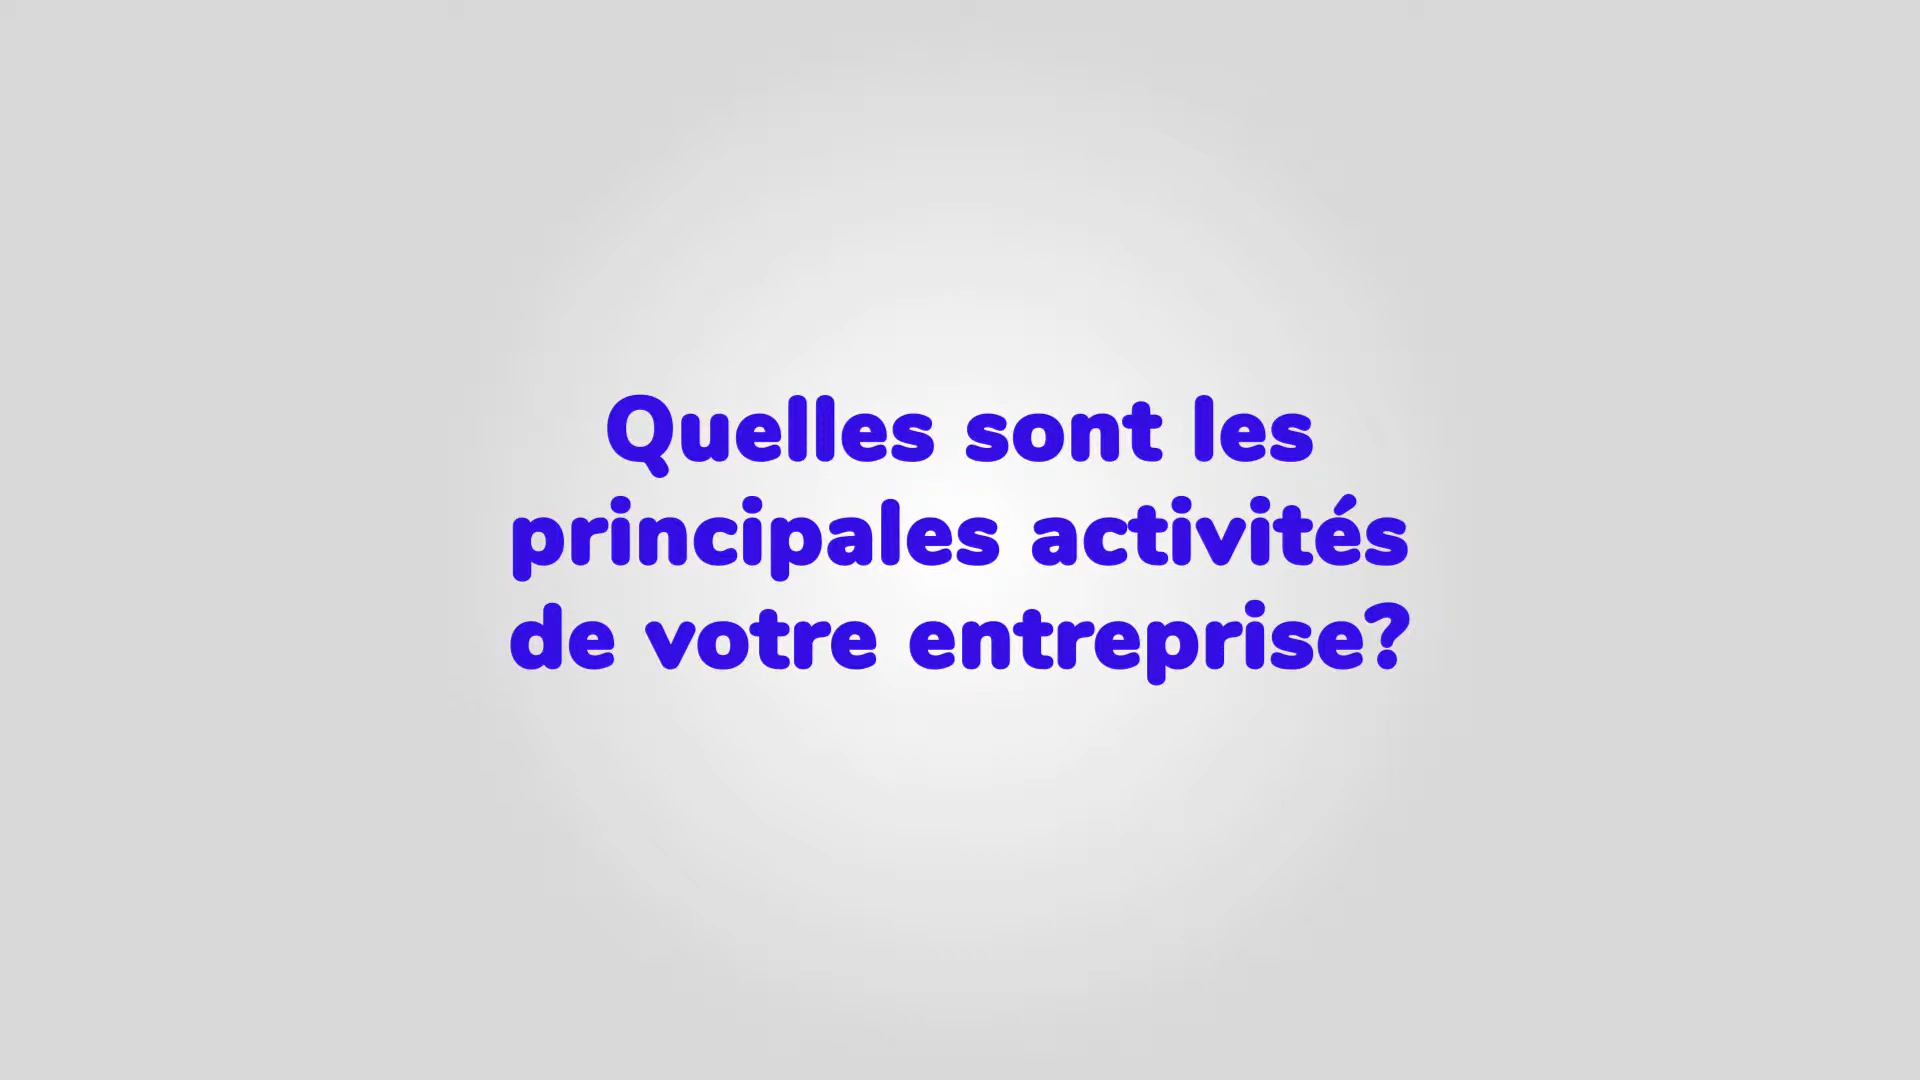 Quelles sont les
principales activités
de votre entreprise?